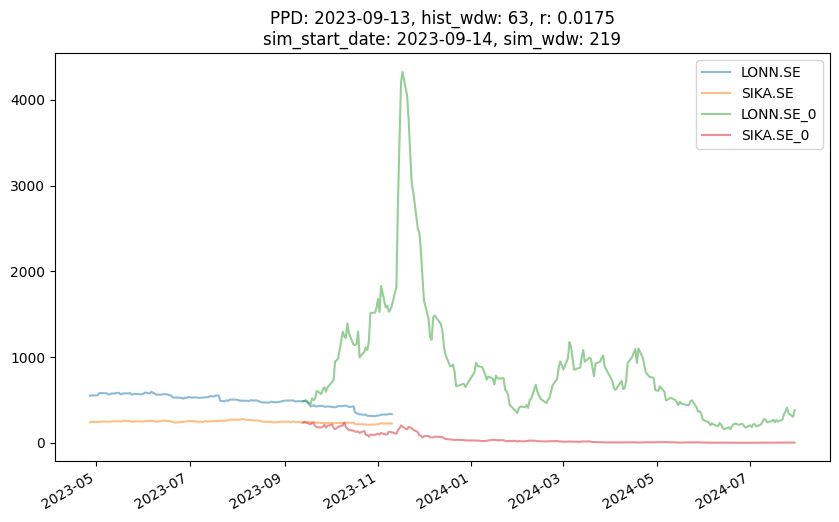 PPD: 2023-09-13, hist_wdw: 63, r: 0.0175
sim_start_date: 2023-09-14, sim_wdw: 219
LONN.SE
SIKA.SE
LONN.SE_0
SIKA.SE_0
4000
3000
2000
1000
0
2023-05
2023-07
2023-09
2023-11
2024-01
2024-03
2024-05
2024-07